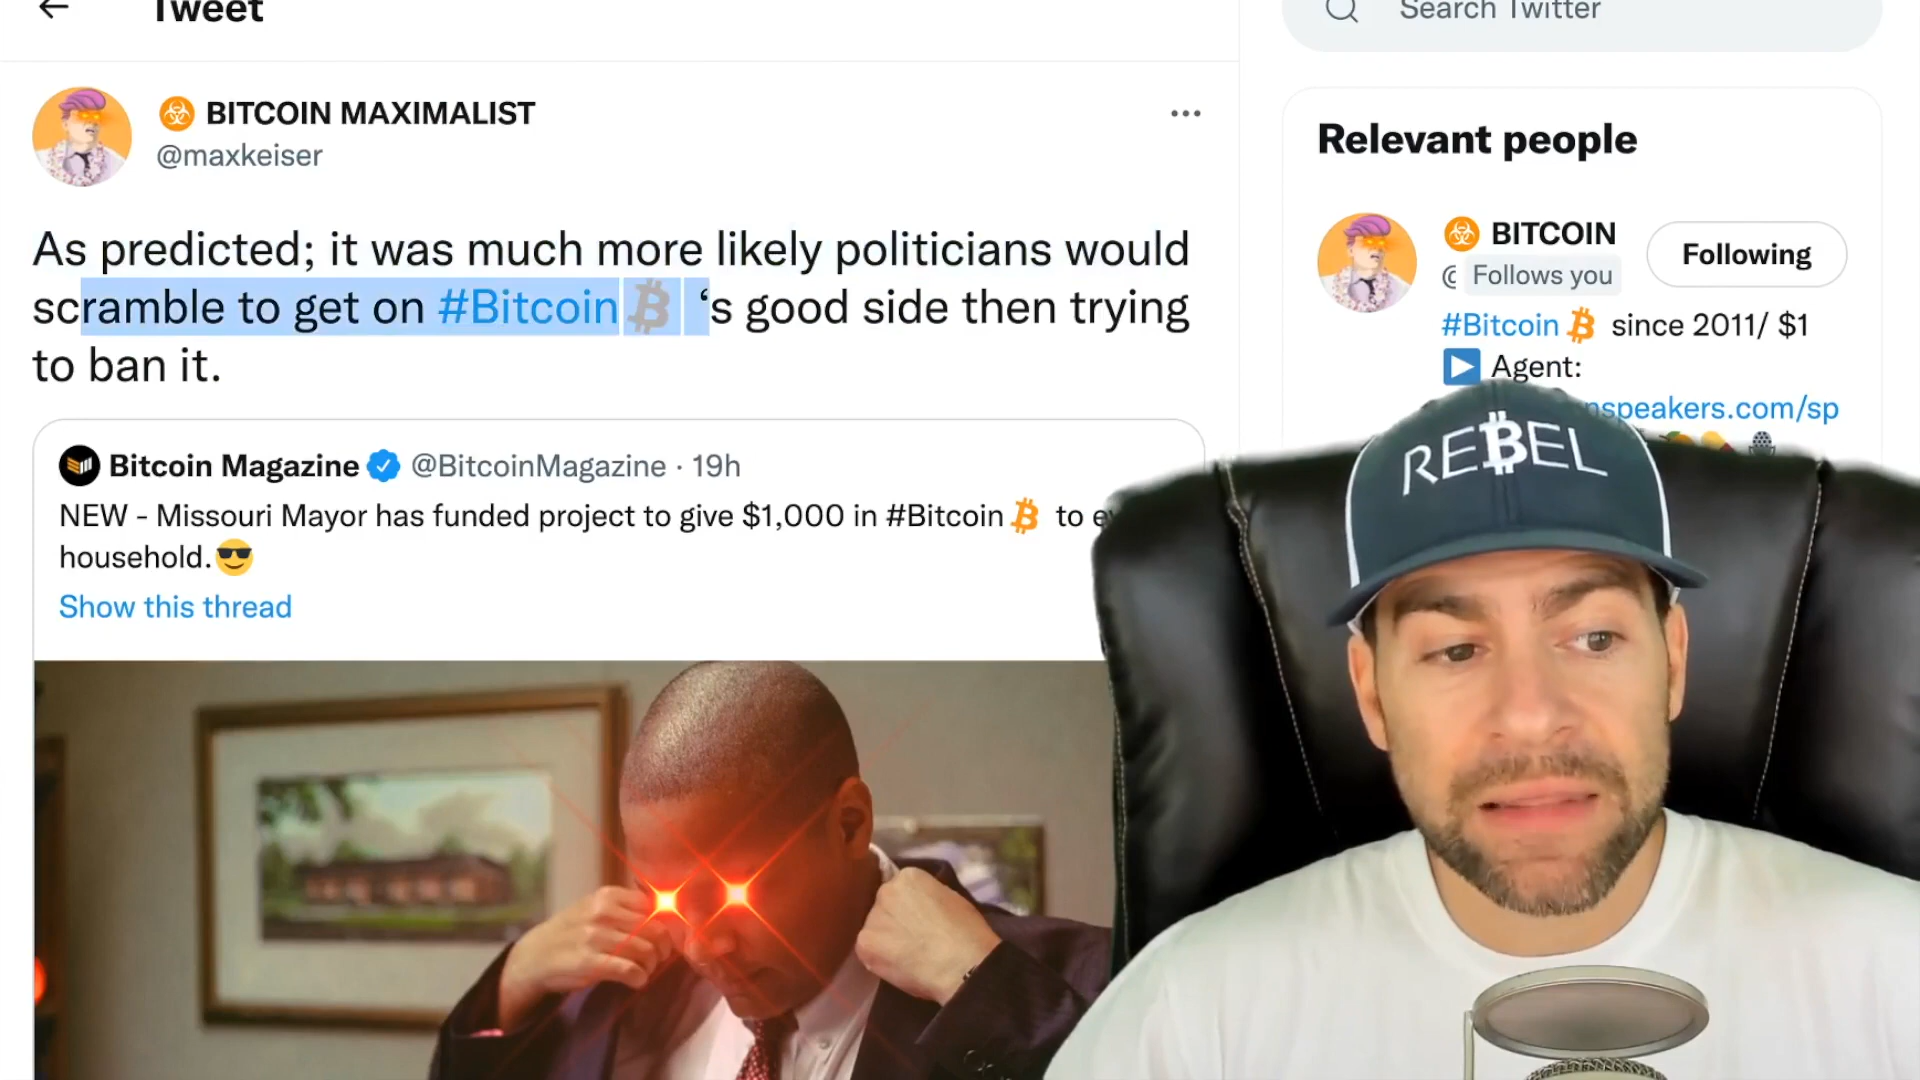 Tweet
Search Twitter
BITCOIN MAXIMALIST
@maxkeiser
As predicted; it was much more likely politicians would
scramble to get on #Bitcoin ‘s good side then trying
to ban it.
Bitcoin Magazine @BitcoinMagazine · 19h
NEW - Missouri Mayor has funded project to give $1,000 in #Bitcoin to
household.
Show this thread
Relevant people
BITCOIN
Following
@ Follows you
#Bitcoin since 2011/ $1
Agent:
speakers.com/sp
REBEL